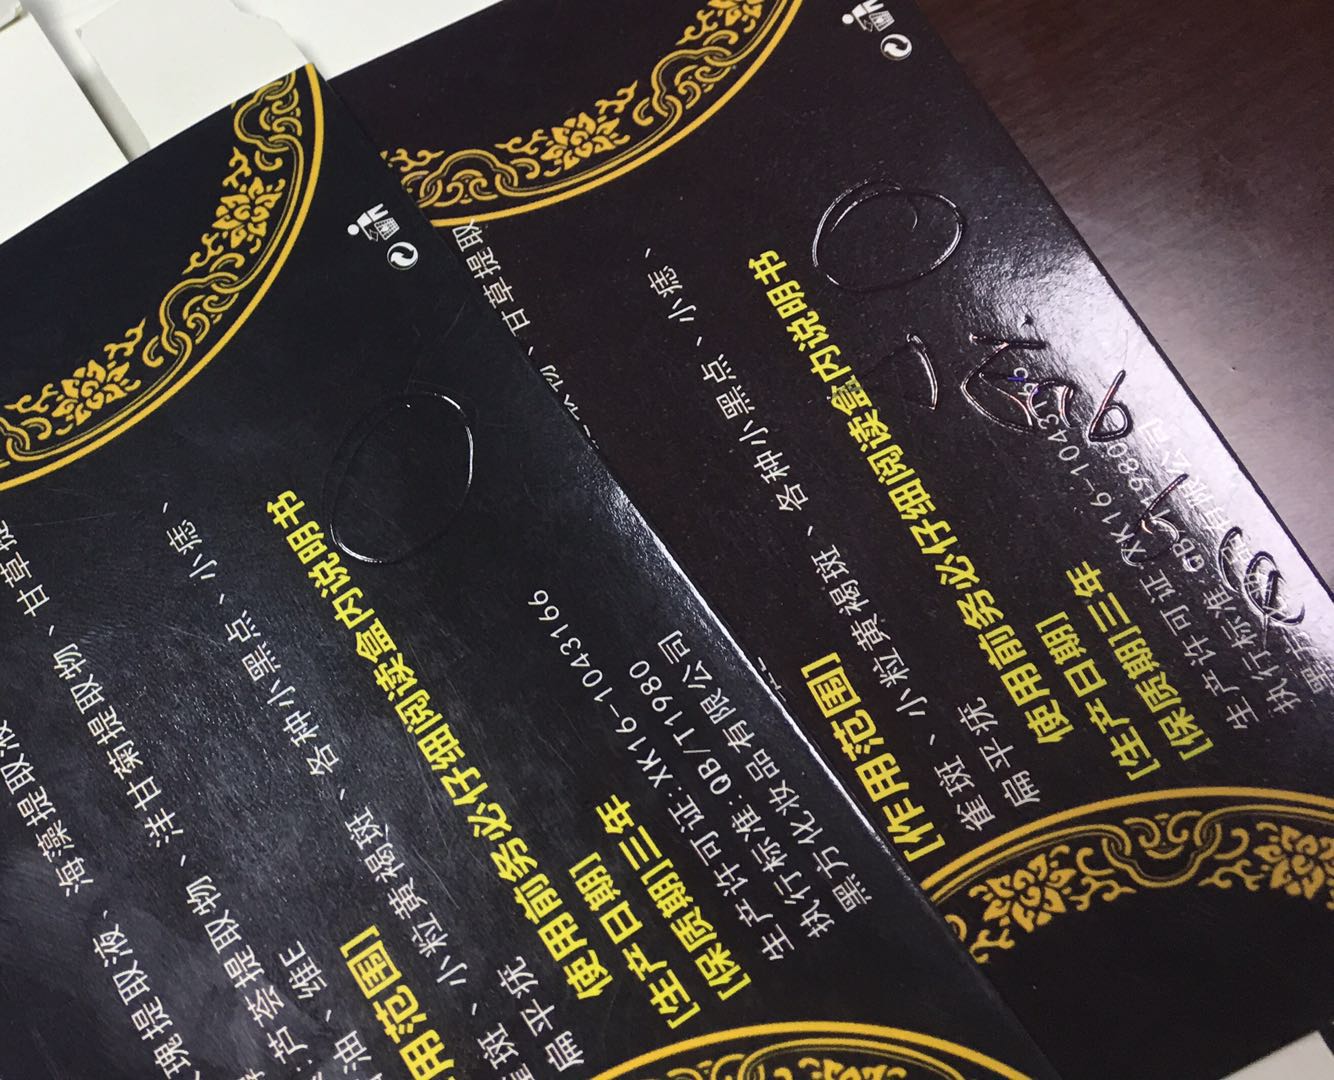 瑰提取液、海藻提取液
芦荟提取物、洋甘菊提取物、甘草提
油、维E
作用范围]
雀斑、小粒黄褐斑、各种小黑点、小痣、
扁平疣
使用前务必仔细阅读盒内说明书
[生产日期]
[保质期]三年
生产许可证:XK16-1043166
执行标准:QB/T1980
黑方化妆品有限公司
甘草提取
[作用范围]
雀斑、小粒黄褐斑、各种小黑点、小痣、
扁平疣
使用前务必仔细阅读盒内说明书
[生产日期]
[保质期]三年
生产许可证 XK16-1043
执行标准:QB/T1980
有限公司